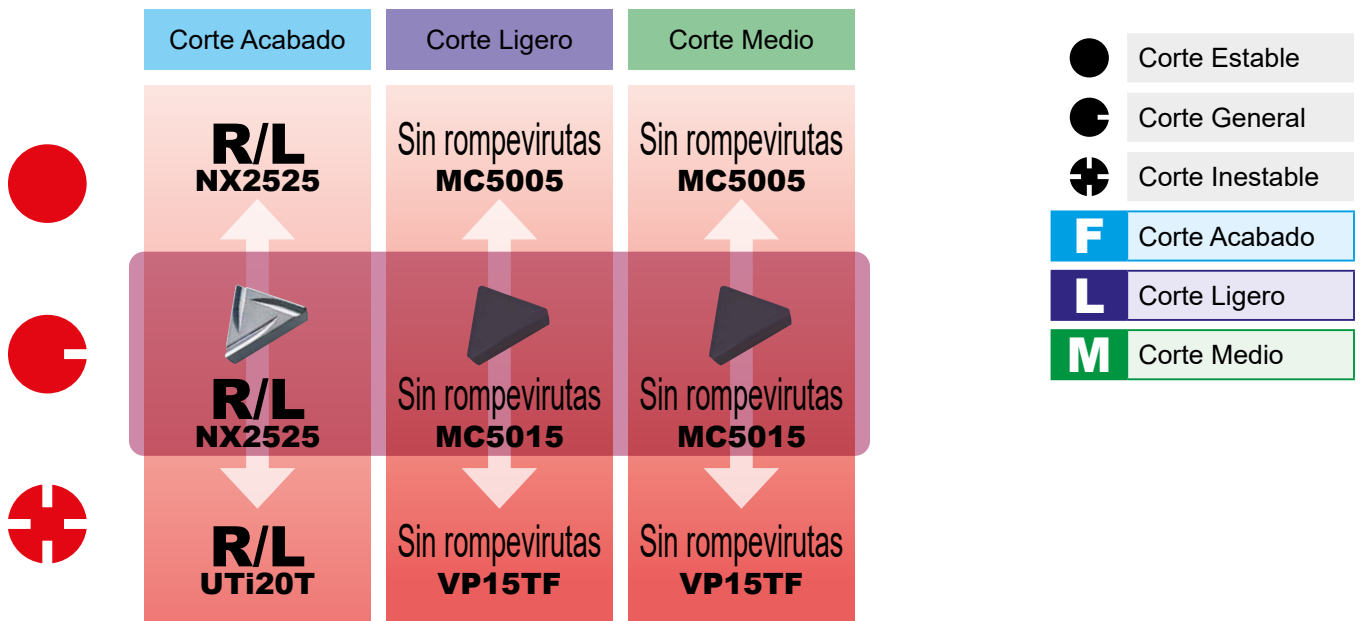 Corte Acabado
Corte Ligero
Corte Medio
R/L
NX2525
Sin rompevirutas
MC5005
Sin rompevirutas
MC5005
R/L
NX2525
Sin rompevirutas
MC5015
Sin rompevirutas
MC5015
R/L
UTi20T
Sin rompevirutas
VP15TF
Sin rompevirutas
VP15TF
Corte Estable
Corte General
Corte Inestable
F Corte Acabado
L Corte Ligero
M Corte Medio